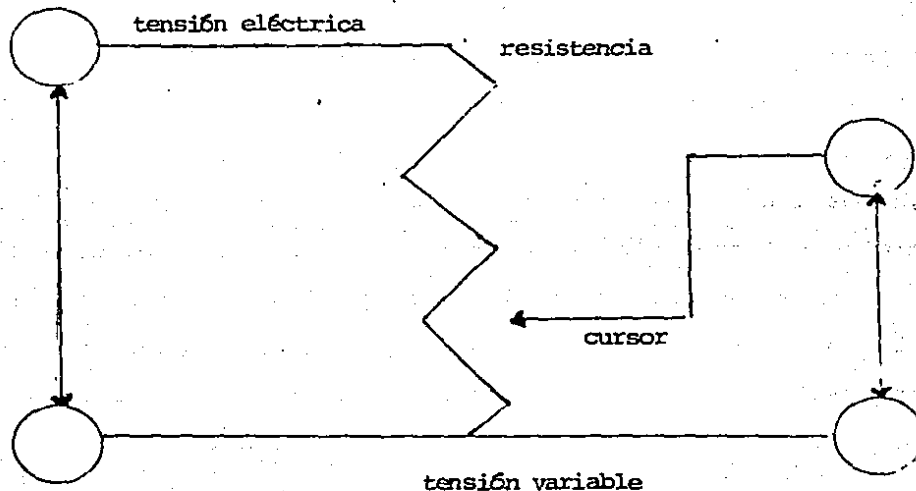 tensión eléctrica
resistencia
cursor
tensión variable